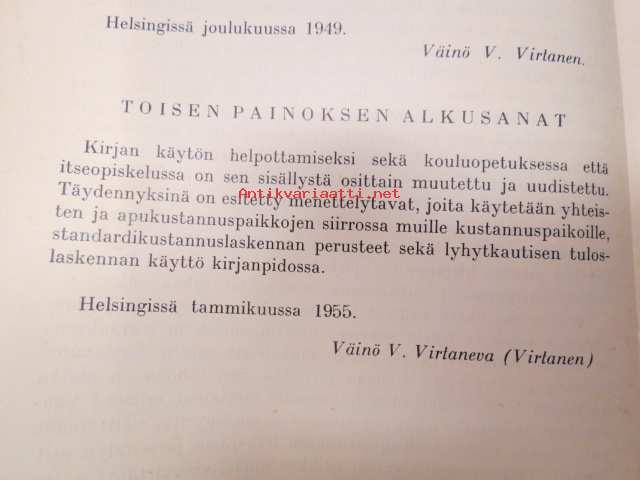 Helsingissä joulukuussa 1949.
Väinö V. Virtanen.
TOISEN PAINOKSEN ALKUSANAT
Kirjan käytön helpottamiseksi sekä kouluopetuksessa että
itseopiskelussa on sen sisällystä osittain muutettu ja uudistettu.
Antikvariaatti.net
Täydennyksinä on esitetty menettelytavat, joita käytetään yhteis-
ten ja apukustannuspaikkojen siirrossa muille kustannuspaikoille,
standardikustannuslaskennan perusteet sekä lyhytkautisen tulos-
laskennan käyttö kirjanpidossa.
Helsingissä tammikuussa 1955.
Väinö V. Virtaneva (Virtanen)